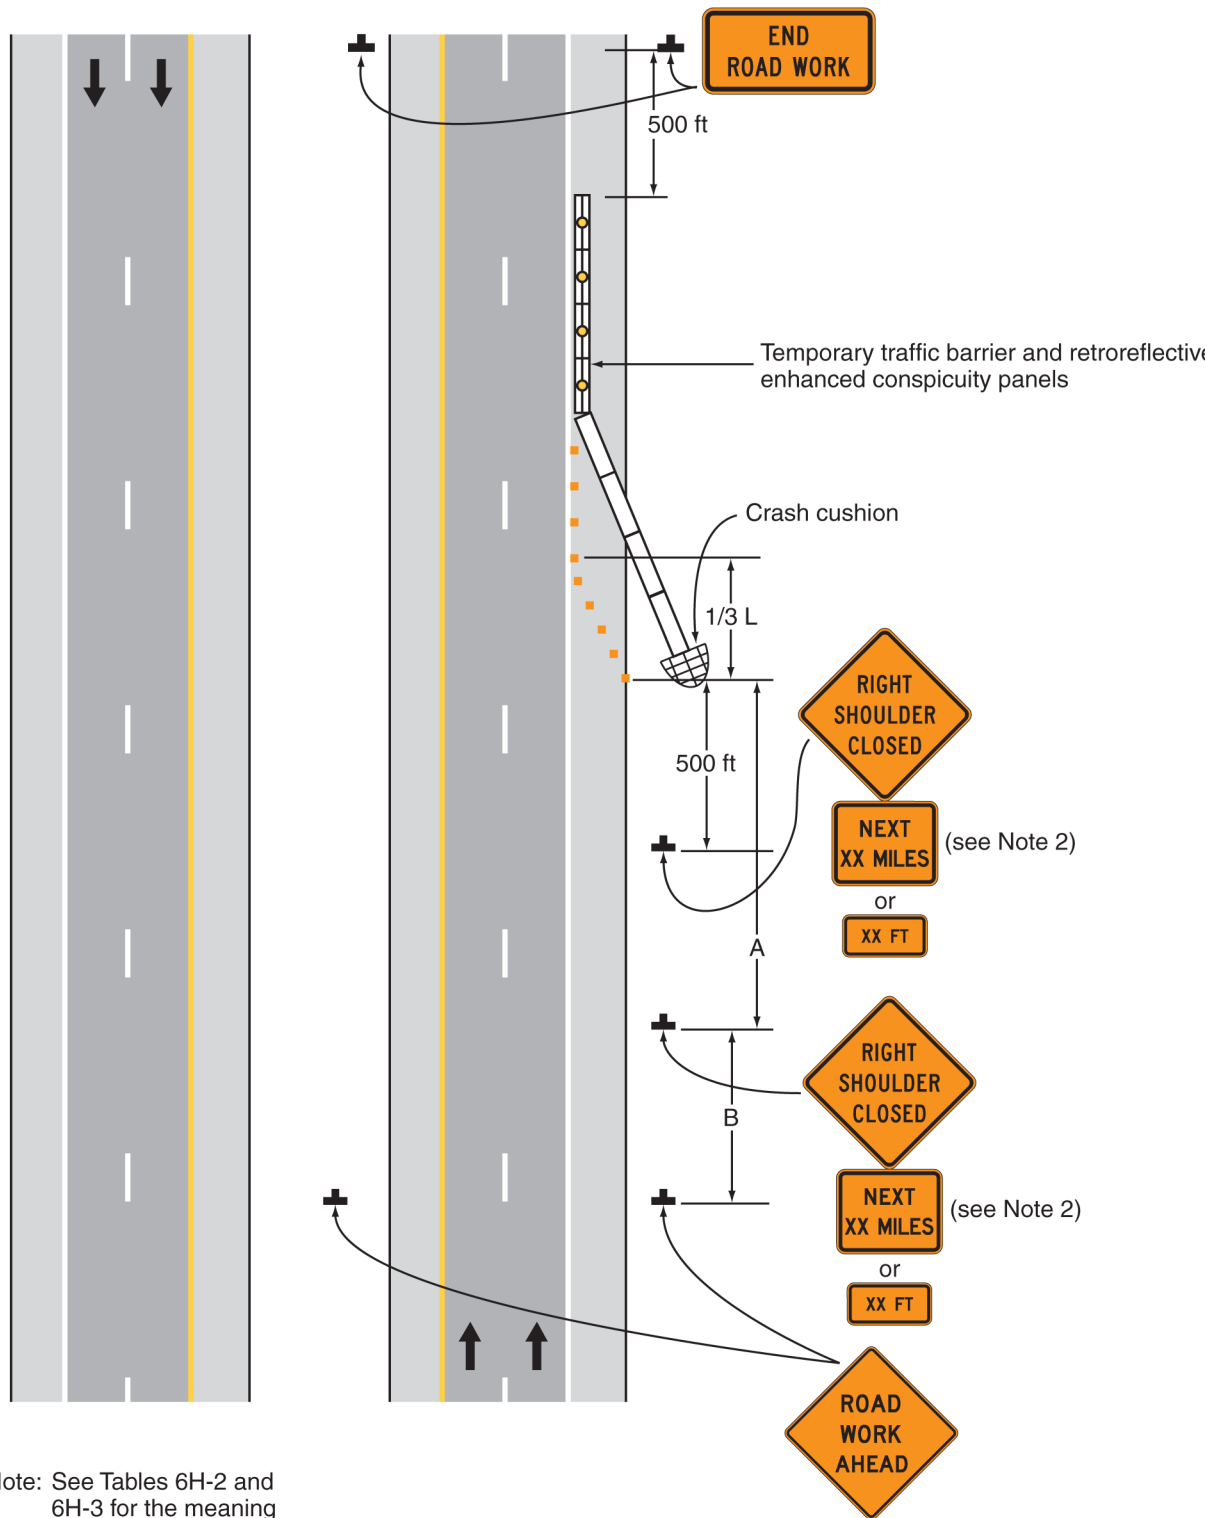 END
ROAD WORK
500 ft
Temporary traffic barrier and retroreflective
enhanced conspicuity panels
Crash cushion
1/3 L
RIGHT
SHOULDER
CLOSED
500 ft
NEXT
XX MILES
(see Note 2)
or
XX FT
A
RIGHT
SHOULDER
CLOSED
B
NEXT
XX MILES
(see Note 2)
or
XX FT
ROAD
WORK
AHEAD
Note: See Tables 6H-2 and
6H-3 for the meaning